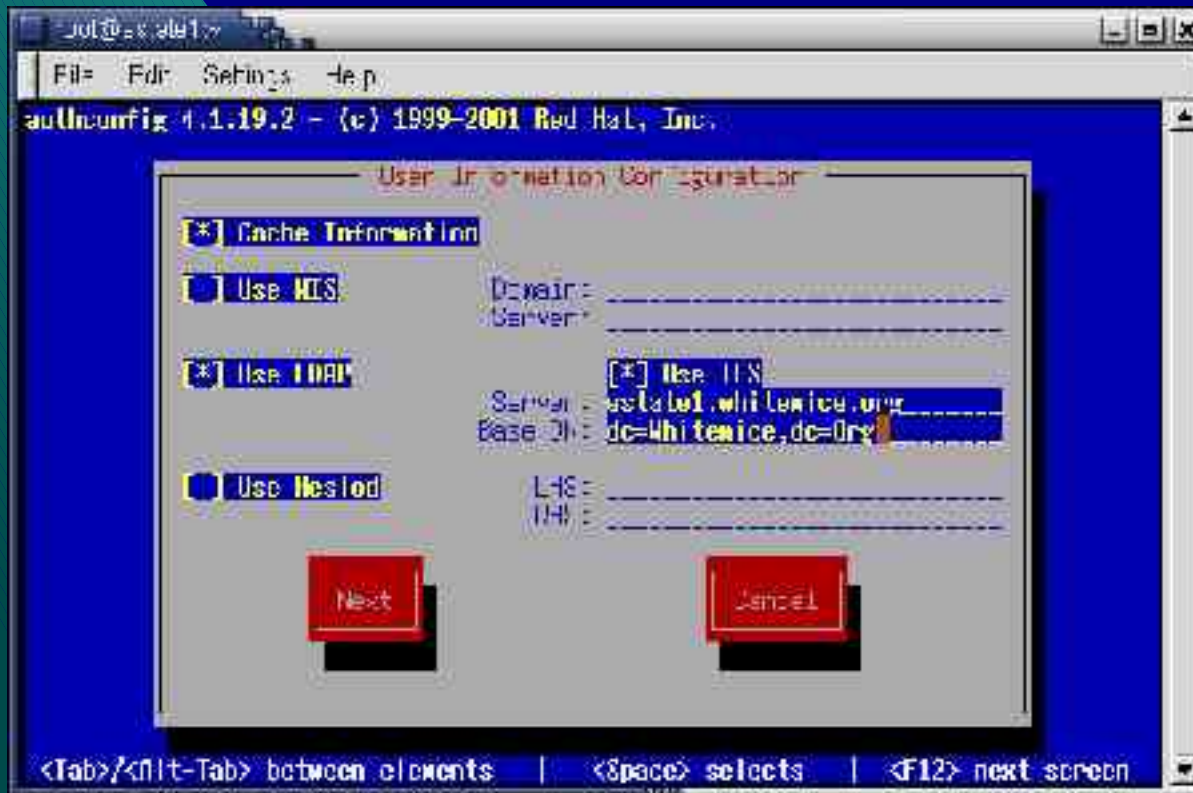 File Edit Settings Help
authconfig 4.1.19.2 - (c) 1999-2001 Red Hat, Inc.
User Information Configuration
[*] Cache Information
[ ] Use NIS Domain:
Server:
[*] Use LDAP [*] Use TLS
Server: estate1.whitemice.org
Base DN: dc=Whitemice,dc=Org
[ ] Use Hesiod LHS:
RHS:
Next Cancel
<Tab>/<Alt-Tab> between elements | <Space> selects | <F12> next screen